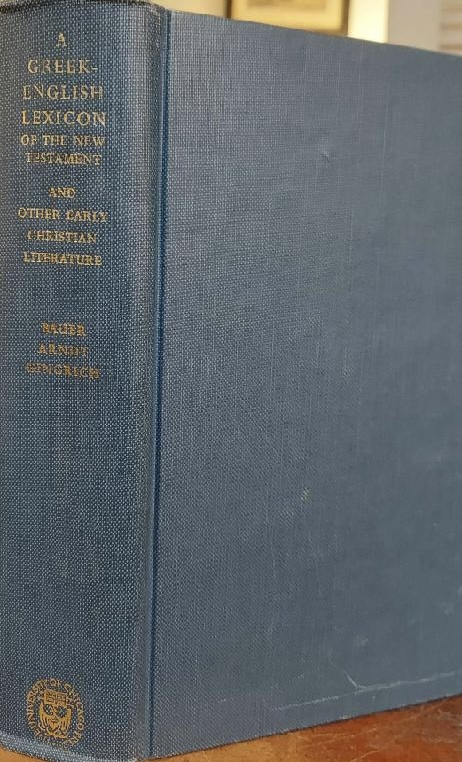 A
GREEK-
ENGLISH
LEXICON
OF THE NEW
TESTAMENT
AND
OTHER EARLY
CHRISTIAN
LITERATURE
BAUER
ARNDT
GINGRICH